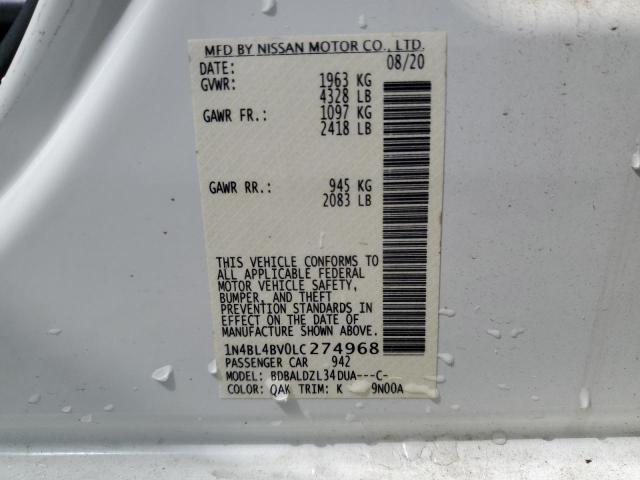 MFD BY NISSAN MOTOR CO., LTD.
DATE: 08/20
GVWR: 1963 KG
4328 LB
GAWR FR.: 1097 KG
2418 LB
GAWR RR.: 945 KG
2083 LB
THIS VEHICLE CONFORMS TO
ALL APPLICABLE FEDERAL
MOTOR VEHICLE SAFETY,
BUMPER, AND THEFT
PREVENTION STANDARDS IN
EFFECT ON THE DATE OF
MANUFACTURE SHOWN ABOVE.
1N4BL4BV0LC274968
PASSENGER CAR 942
MODEL: BDBALDZL34DUA---C-
COLOR: QAK TRIM: K 9N00A